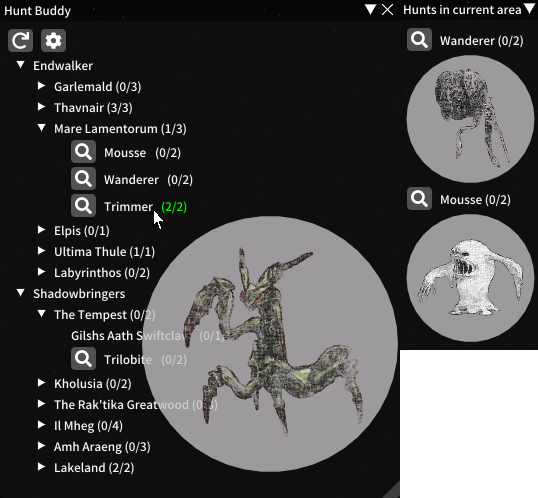 Hunt Buddy
Endwalker
Garlemald (0/3)
Thavnair (3/3)
Mare Lamentorum (1/3)
Mousse (0/2)
Wanderer (0/2)
Trimmer (2/2)
Elpis (0/1)
Ultima Thule (1/1)
Labyrinthos (0/2)
Shadowbringers
The Tempest (0/2)
Gilshs Aath Swiftcla (0/1)
Trilobite (0/2)
Kholusia (0/2)
The Rak'tika Greatwood
Il Mheg (0/4)
Amh Araeng (0/3)
Lakeland (2/2)
Hunts in current area
Wanderer (0/2)
Mousse (0/2)